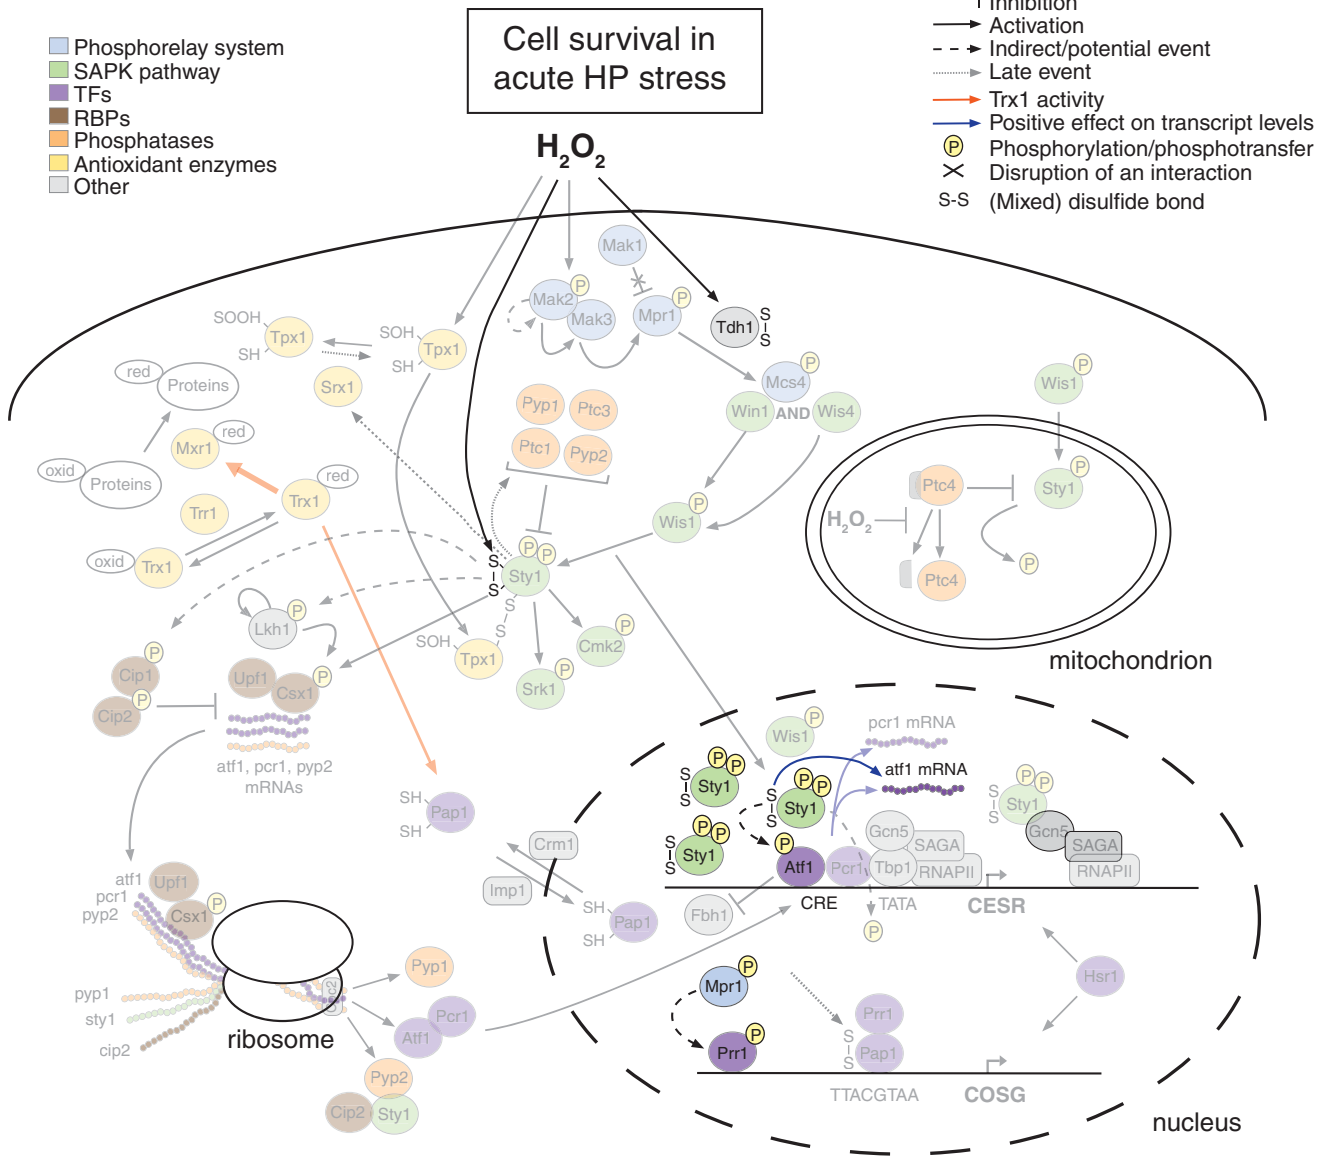 Cell survival in
acute HP stress
H2O2
Phosphorelay system
SAPK pathway
TFs
RBPs
Phosphatases
Antioxidant enzymes
Other
Inhibition
Activation
Indirect/potential event
Late event
Trx1 activity
Positive effect on transcript levels
P Phosphorylation/phosphotransfer
Disruption of an interaction
S-S (Mixed) disulfide bond
Mak1
Mak2 P
Mak3
Mpr1 P
Tdh1 S S
SOOH
SH
Tpx1
SOH
SH
Tpx1
Srx1
red
Proteins
Mxr1 red
oxid
Proteins
Trx1 red
Trr1
oxid
Trx1
Pyp1
Ptc3
Ptc1
Pyp2
Mcs4 P
Win1 AND Wis4
Wis1 P
Wis1 P
Ptc4
Sty1 P
H2O2
P
Ptc4
mitochondrion
P P
S S Sty1
S
S
SOH
Tpx1
Cmk2 P
Srk1 P
Lkh1 P
Cip1 P
Cip2 P
Upf1
Csx1 P
atf1, pcr1, pyp2
mRNAs
SH
SH
Pap1
Crm1
Imp1
SH
SH
Pap1
Wis1 P
pcr1 mRNA
atf1 mRNA
S S Sty1 P P
S S Sty1 P P
S S Sty1 P P
S S Sty1 P P
Gcn5
SAGA
RNAPII
P
Atf1
Pcr1
Gcn5
Tbp1
SAGA
RNAPII
CRE
TATA
CESR
Fbh1
P
Hsr1
Mpr1 P
Prr1 P
Prr1
S S Pap1
TTACGTAA
COSG
nucleus
atf1
pcr1
pyp2
Upf1
Csx1 P
pyp1
sty1
cip2
ribosome
Pyp1
Pcr1
Atf1
Pyp2
Cip2
Sty1